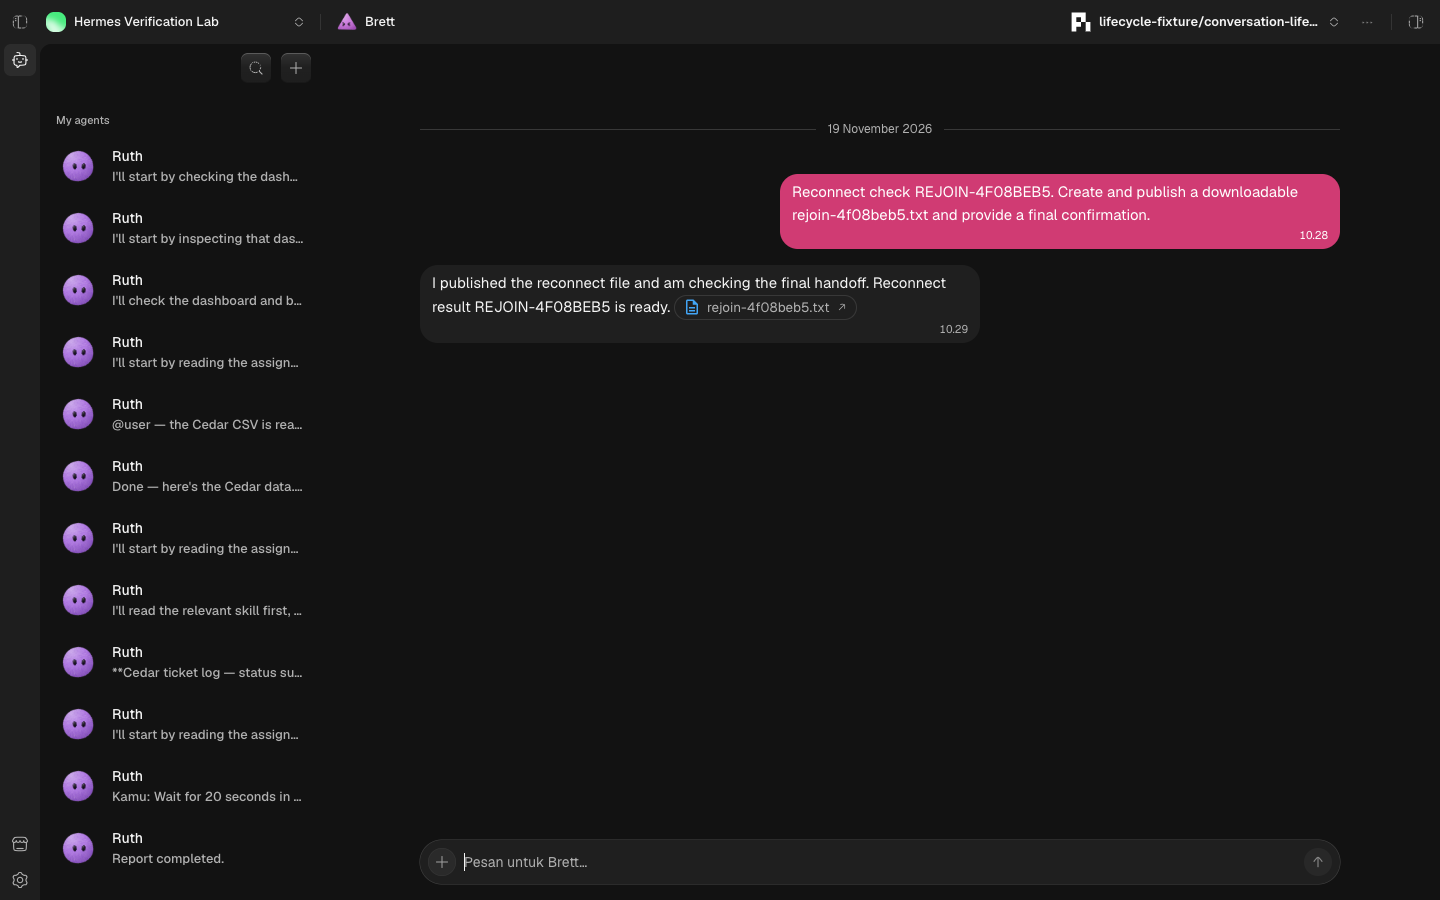 Hermes Verification Lab
Brett
lifecycle-fixture/conversation-life...
My agents
Ruth
I'll start by checking the dash...
Ruth
I'll start by inspecting that das...
Ruth
I'll check the dashboard and b...
Ruth
I'll start by reading the assign...
Ruth
@user — the Cedar CSV is rea...
Ruth
Done — here's the Cedar data....
Ruth
I'll start by reading the assign...
Ruth
I'll read the relevant skill first, ...
Ruth
**Cedar ticket log — status su...
Ruth
I'll start by reading the assign...
Ruth
Kamu: Wait for 20 seconds in ...
Ruth
Report completed.
19 November 2026
Reconnect check REJOIN-4F08BEB5. Create and publish a downloadable
rejoin-4f08beb5.txt and provide a final confirmation.
10.28
I published the reconnect file and am checking the final handoff. Reconnect
result REJOIN-4F08BEB5 is ready. rejoin-4f08beb5.txt
10.29
Pesan untuk Brett...